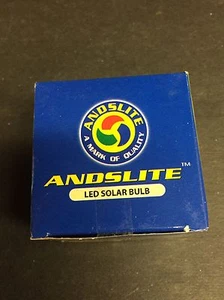 ANDSLITE
A MARK OF QUALITY
ANDSLITE™
LED SOLAR BULB